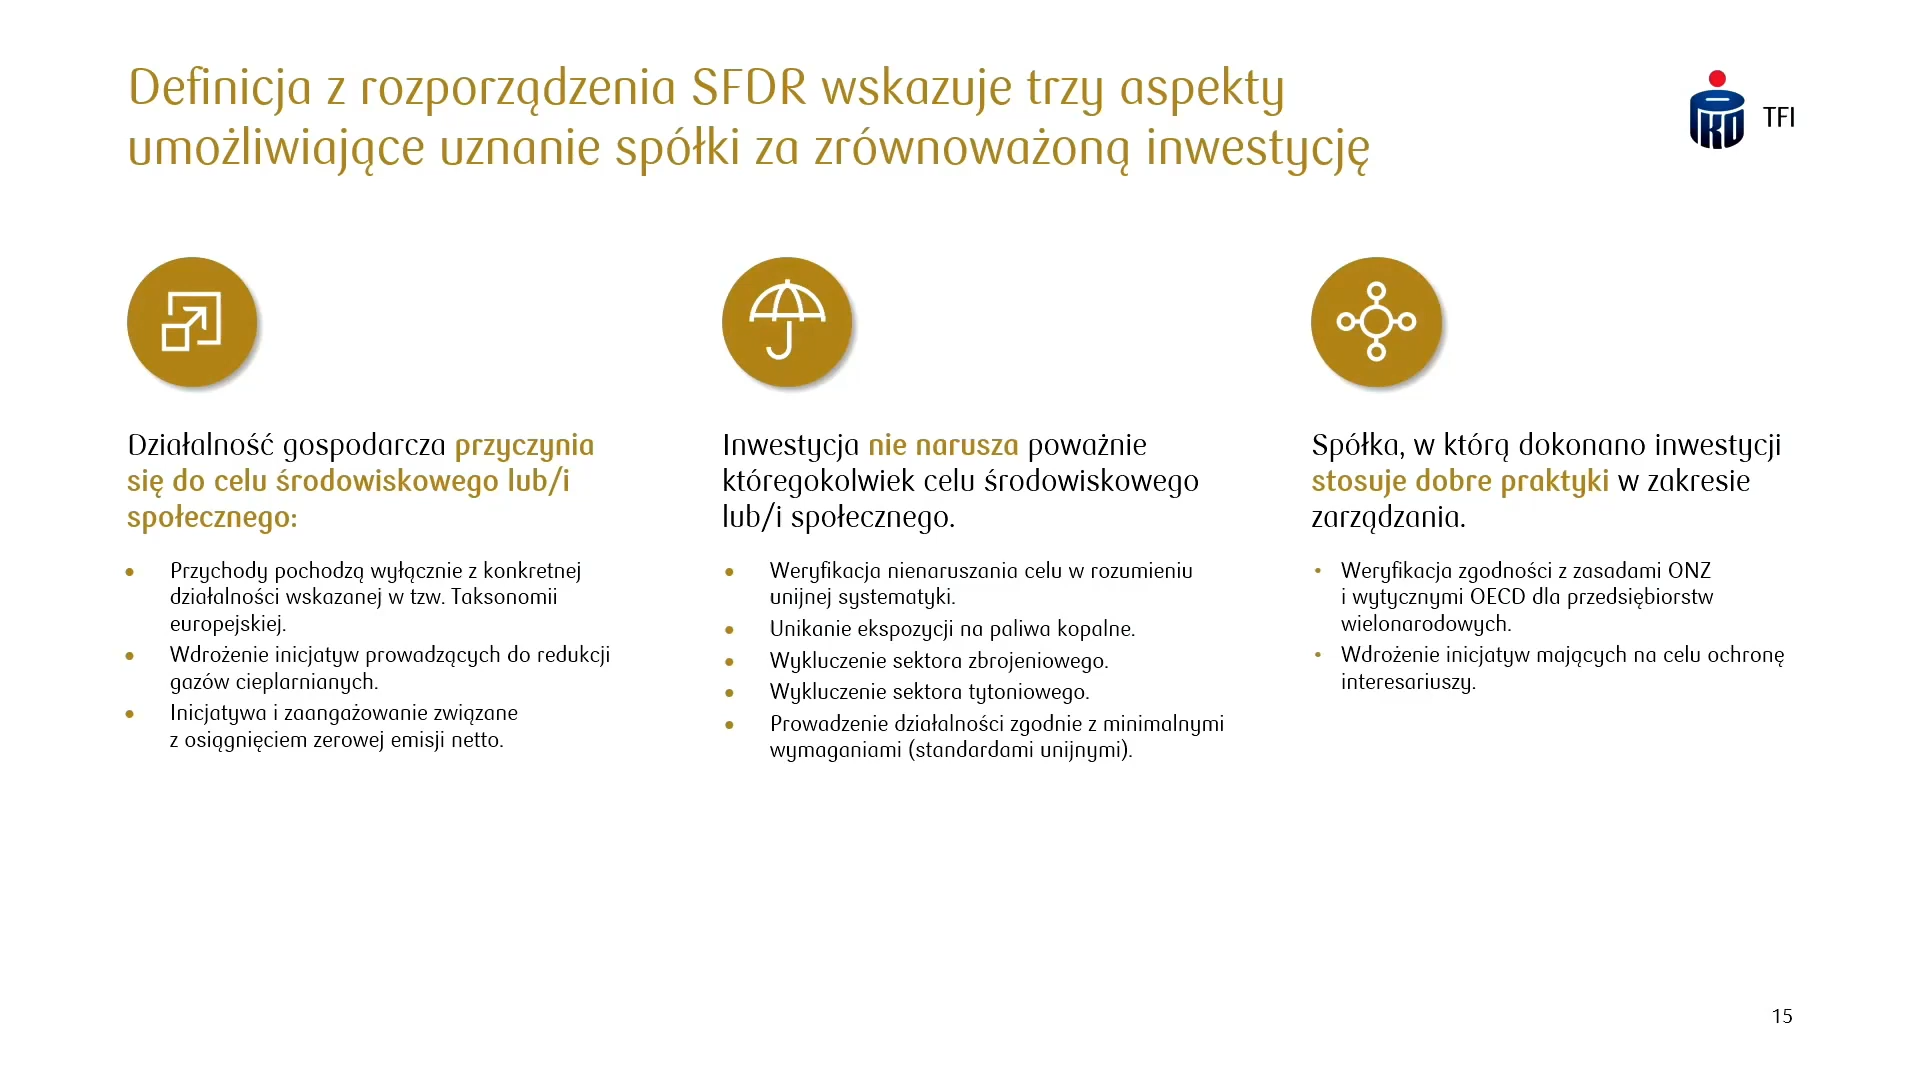 Definicja z rozporządzenia SFDR wskazuje trzy aspekty
umożliwiające uznanie spółki za zrównoważoną inwestycję
PKO TFI
Działalność gospodarcza przyczynia
się do celu środowiskowego lub/i
społecznego:
• Przychody pochodzą wyłącznie z konkretnej
działalności wskazanej w tzw. Taksonomii
europejskiej.
• Wdrożenie inicjatyw prowadzących do redukcji
gazów cieplarnianych.
• Inicjatywa i zaangażowanie związane
z osiągnięciem zerowej emisji netto.
Inwestycja nie narusza poważnie
któregokolwiek celu środowiskowego
lub/i społecznego.
• Weryfikacja nienaruszania celu w rozumieniu
unijnej systematyki.
• Unikanie ekspozycji na paliwa kopalne.
• Wykluczenie sektora zbrojeniowego.
• Wykluczenie sektora tytoniowego.
• Prowadzenie działalności zgodnie z minimalnymi
wymaganiami (standardami unijnymi).
Spółka, w którą dokonano inwestycji
stosuje dobre praktyki w zakresie
zarządzania.
• Weryfikacja zgodności z zasadami ONZ
i wytycznymi OECD dla przedsiębiorstw
wielonarodowych.
• Wdrożenie inicjatyw mających na celu ochronę
interesariuszy.
15